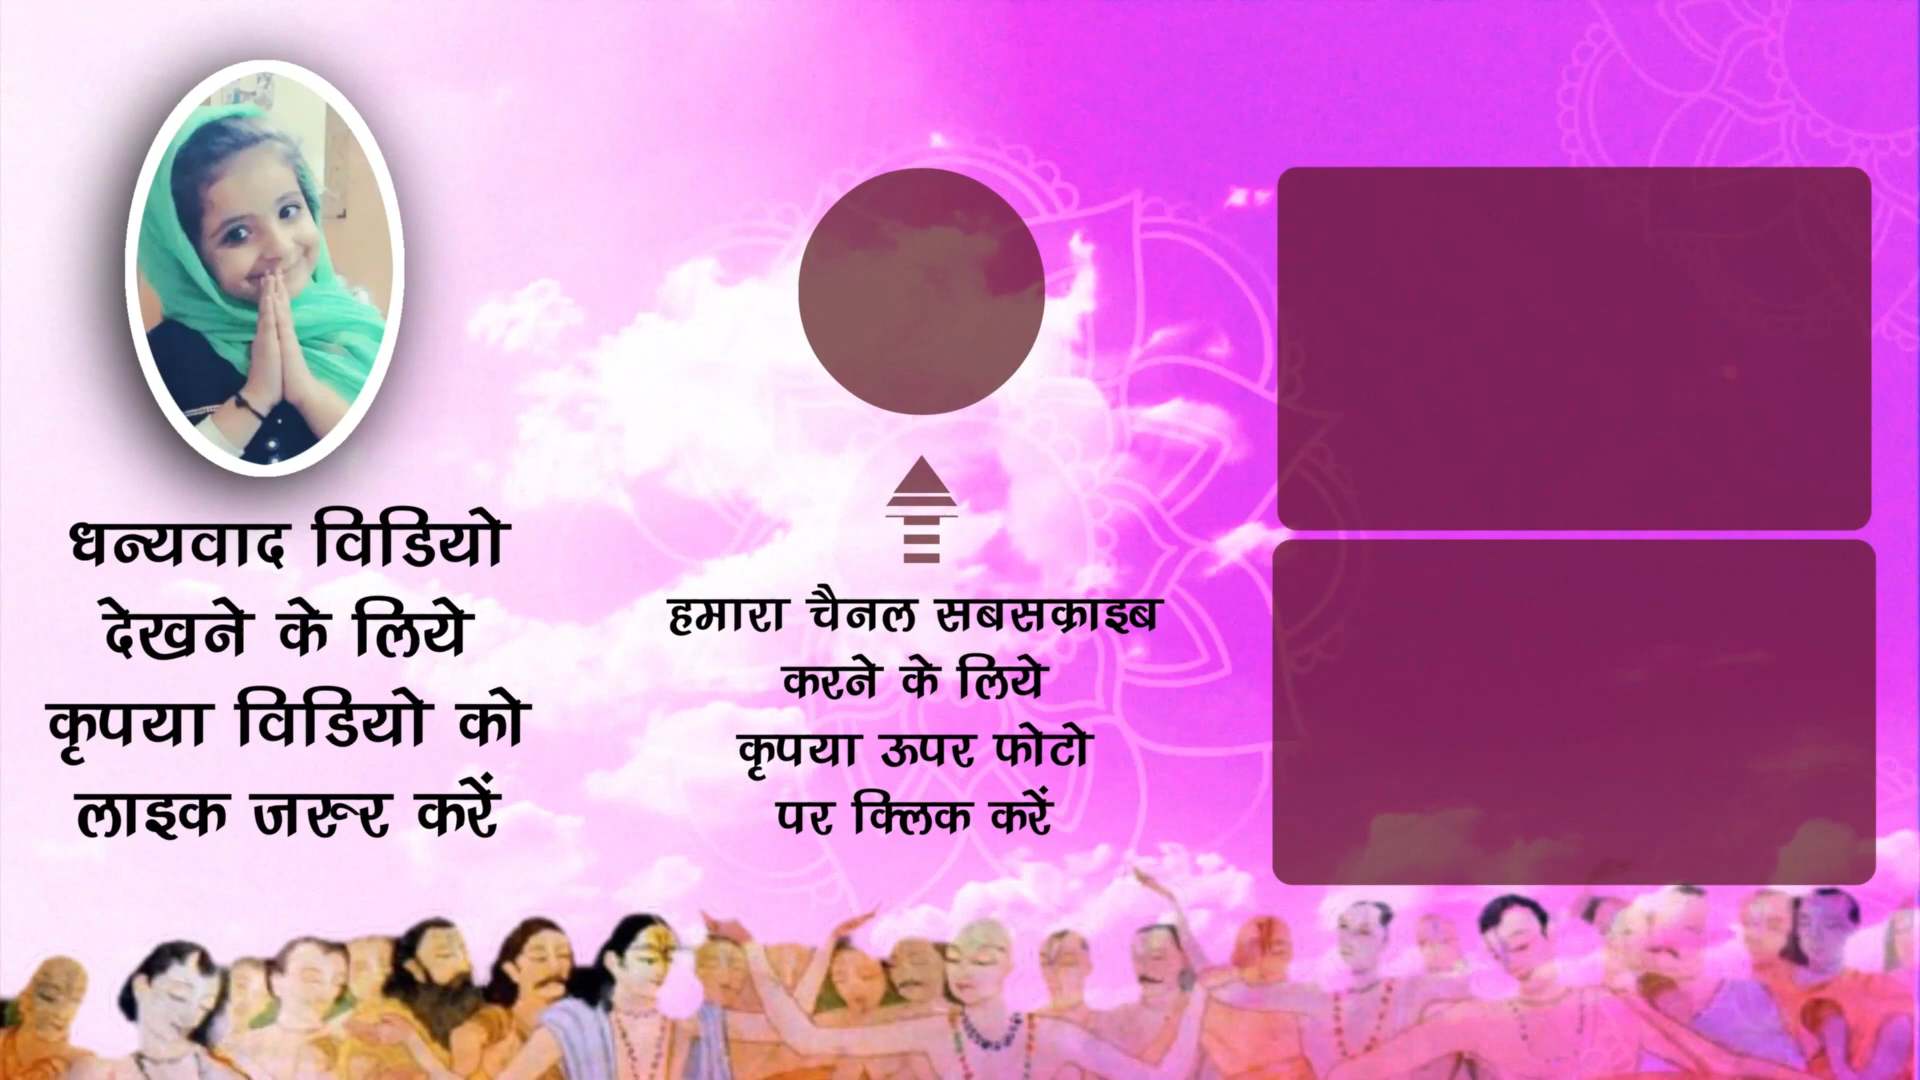 धन्यवाद विडियो
देखने के लिये
कृपया विडियो को
लाइक जरूर करें
हमारा चैनल सबसक्राइब
करने के लिये
कृपया ऊपर फोटो
पर क्लिक करें